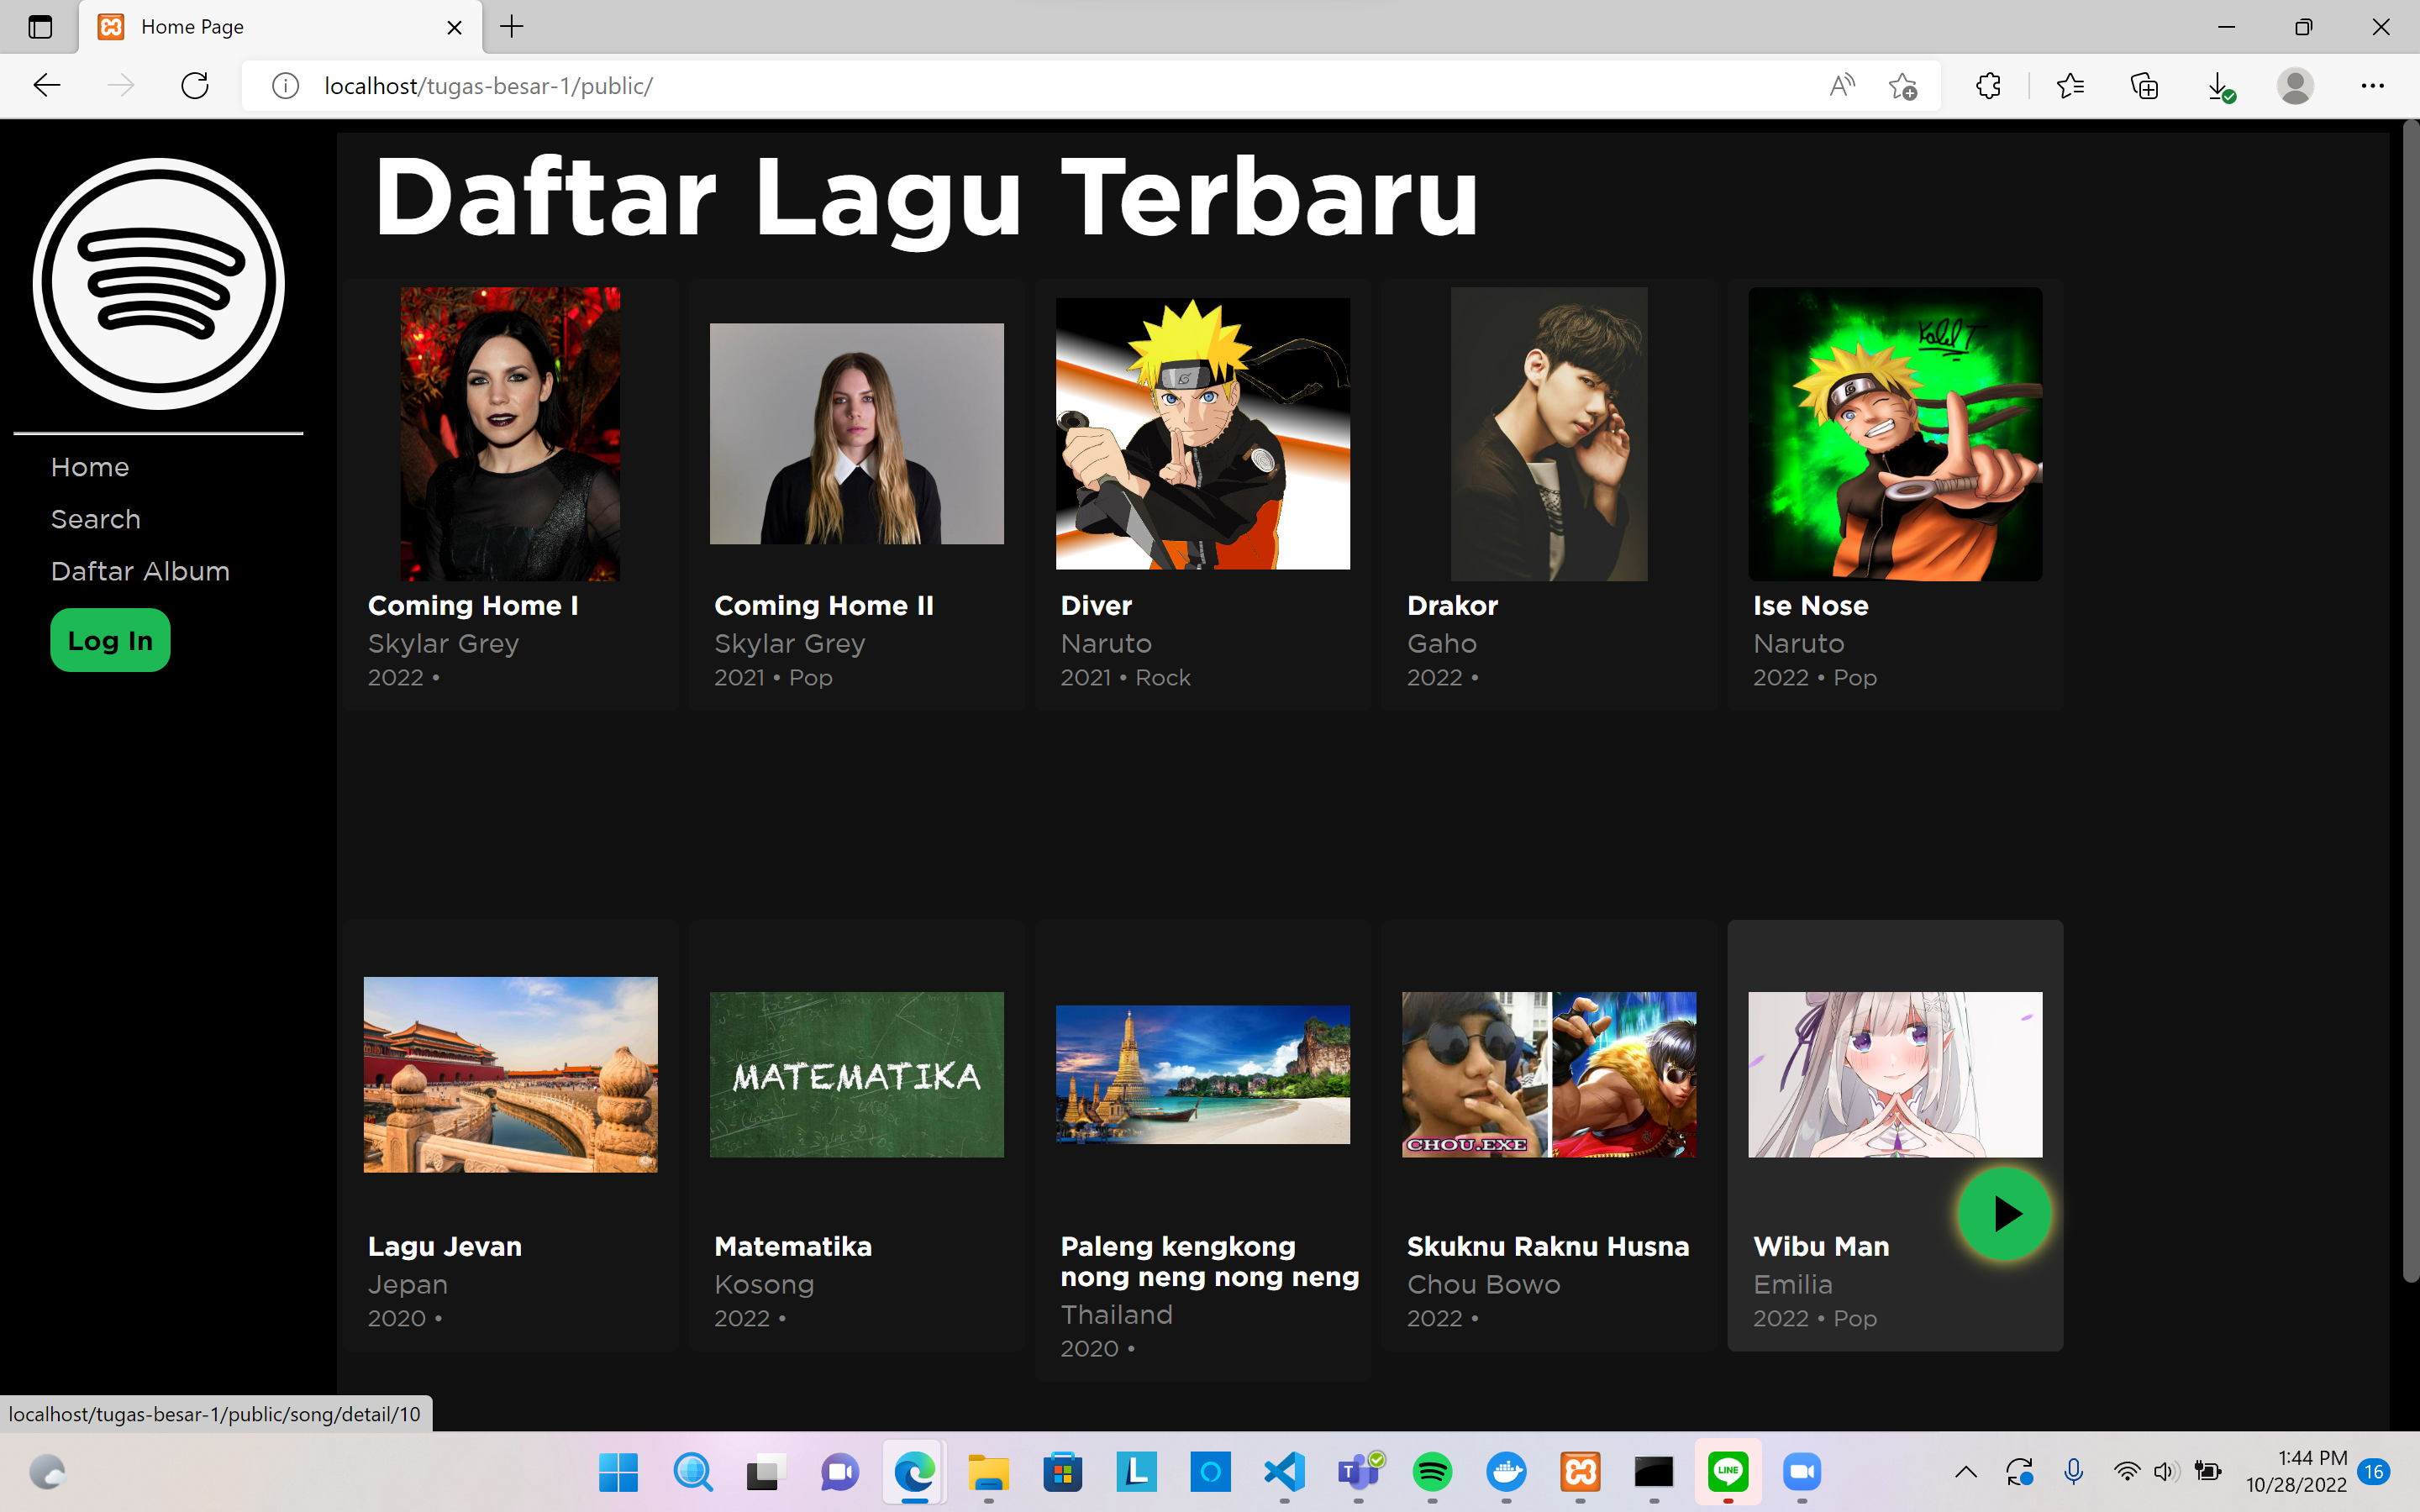 Home Page
localhost/tugas-besar-1/public/
Daftar Lagu Terbaru
Home
Search
Daftar Album
Log In
Coming Home I
Skylar Grey
2022 •
Coming Home II
Skylar Grey
2021 • Pop
Diver
Naruto
2021 • Rock
Drakor
Gaho
2022 •
Ise Nose
Naruto
2022 • Pop
Lagu Jevan
Jepan
2020 •
MATEMATIKA
Matematika
Kosong
2022 •
Paleng kengkong
nong neng nong neng
Thailand
2020 •
CHOU.EXE
Skuknu Raknu Husna
Chou Bowo
2022 •
Wibu Man
Emilia
2022 • Pop
localhost/tugas-besar-1/public/song/detail/10
LINE
1:44 PM
10/28/2022
16